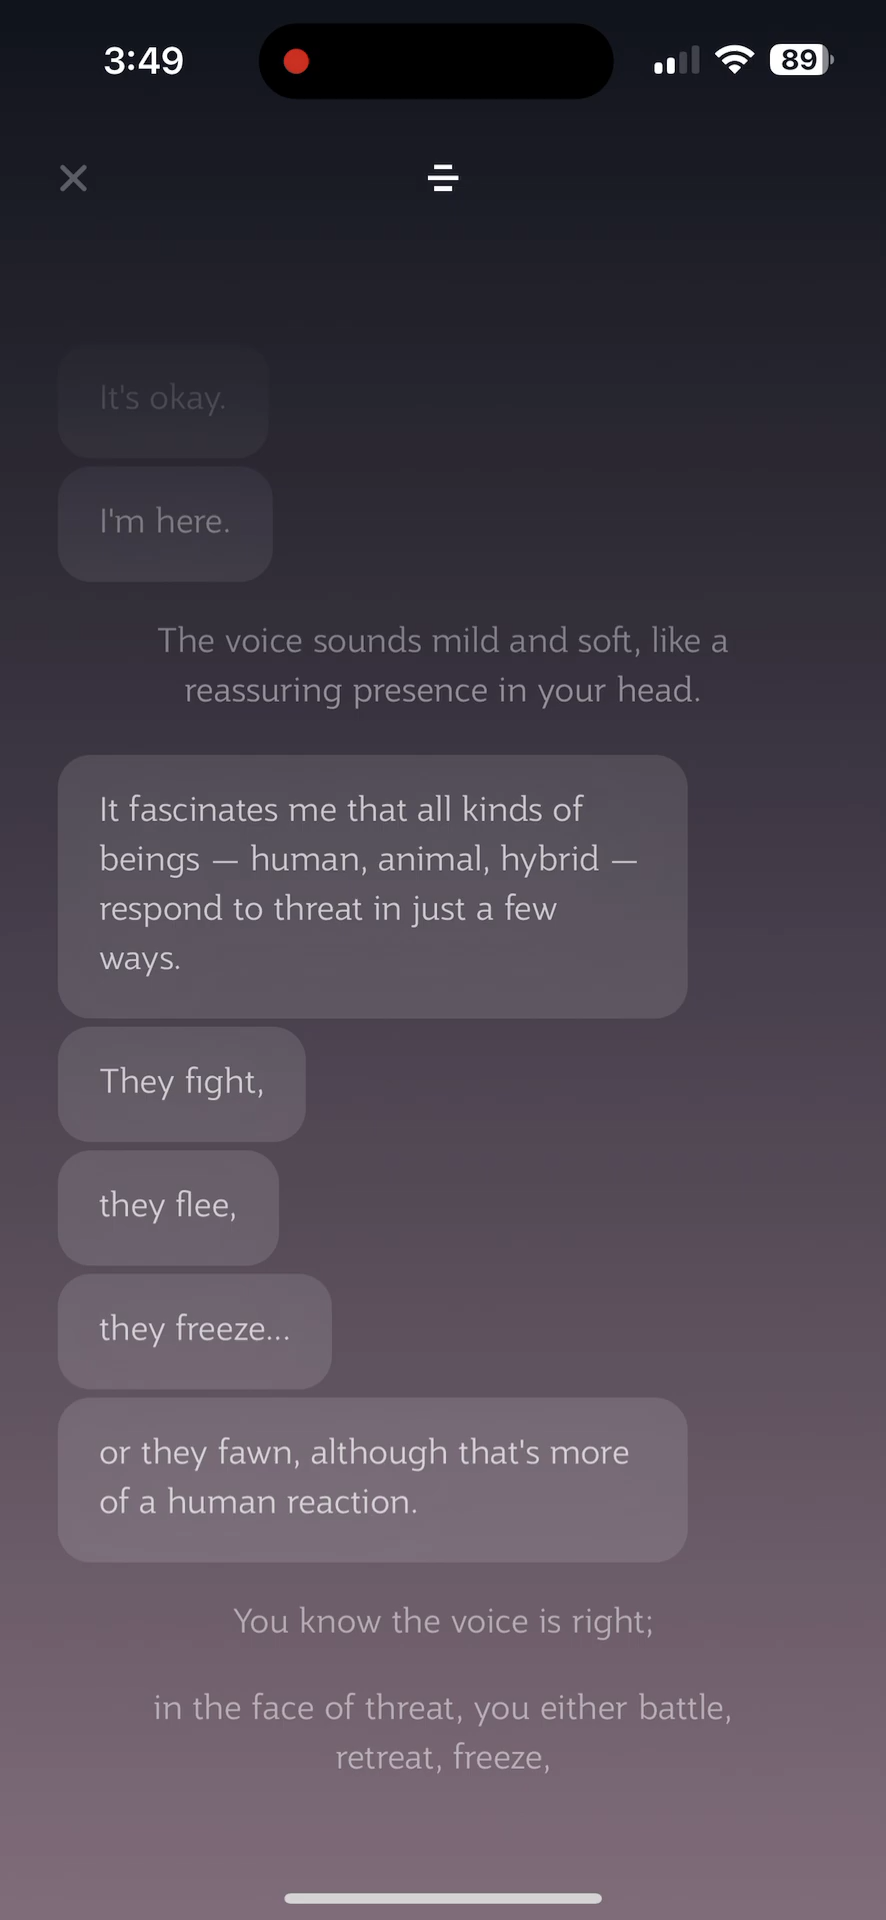 3:49
89
It's okay.
I'm here.
The voice sounds mild and soft, like a
reassuring presence in your head.
It fascinates me that all kinds of
beings — human, animal, hybrid —
respond to threat in just a few
ways.
They fight,
they flee,
they freeze...
or they fawn, although that's more
of a human reaction.
You know the voice is right;
in the face of threat, you either battle,
retreat, freeze,